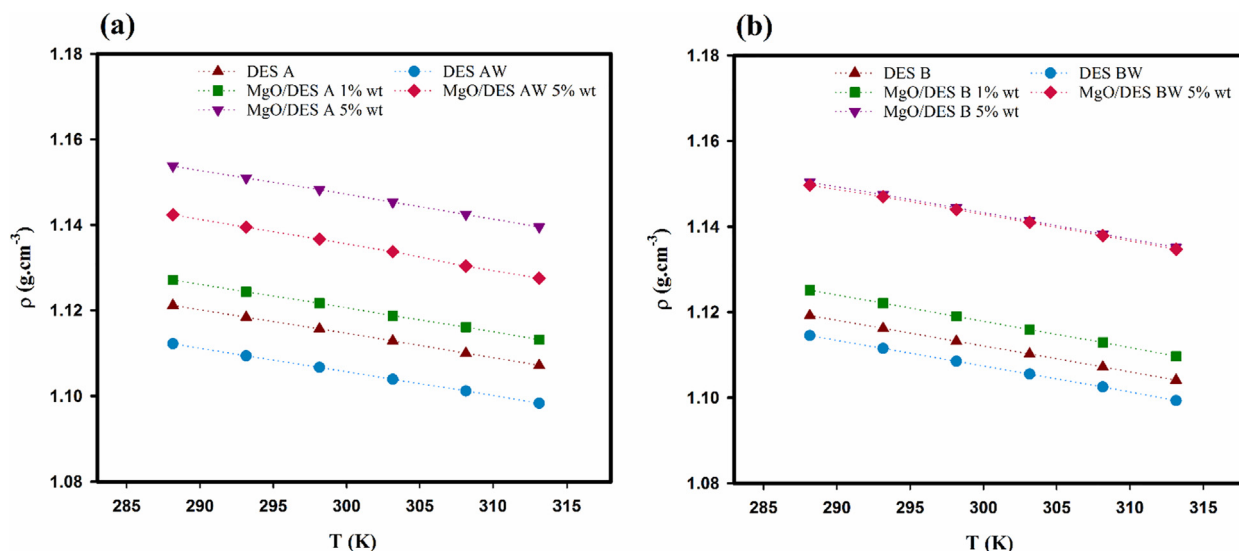 (a)
1.18
1.16
1.14
1.12
1.10
1.08
ρ (g.cm⁻³)
DES A
DES AW
MgO/DES A 1% wt
MgO/DES AW 5% wt
MgO/DES A 5% wt
285 290 295 300 305 310 315
T (K)
(b)
1.18
1.16
1.14
1.12
1.10
1.08
ρ (g.cm⁻³)
DES B
DES BW
MgO/DES B 1% wt
MgO/DES BW 5% wt
MgO/DES B 5% wt
285 290 295 300 305 310 315
T (K)